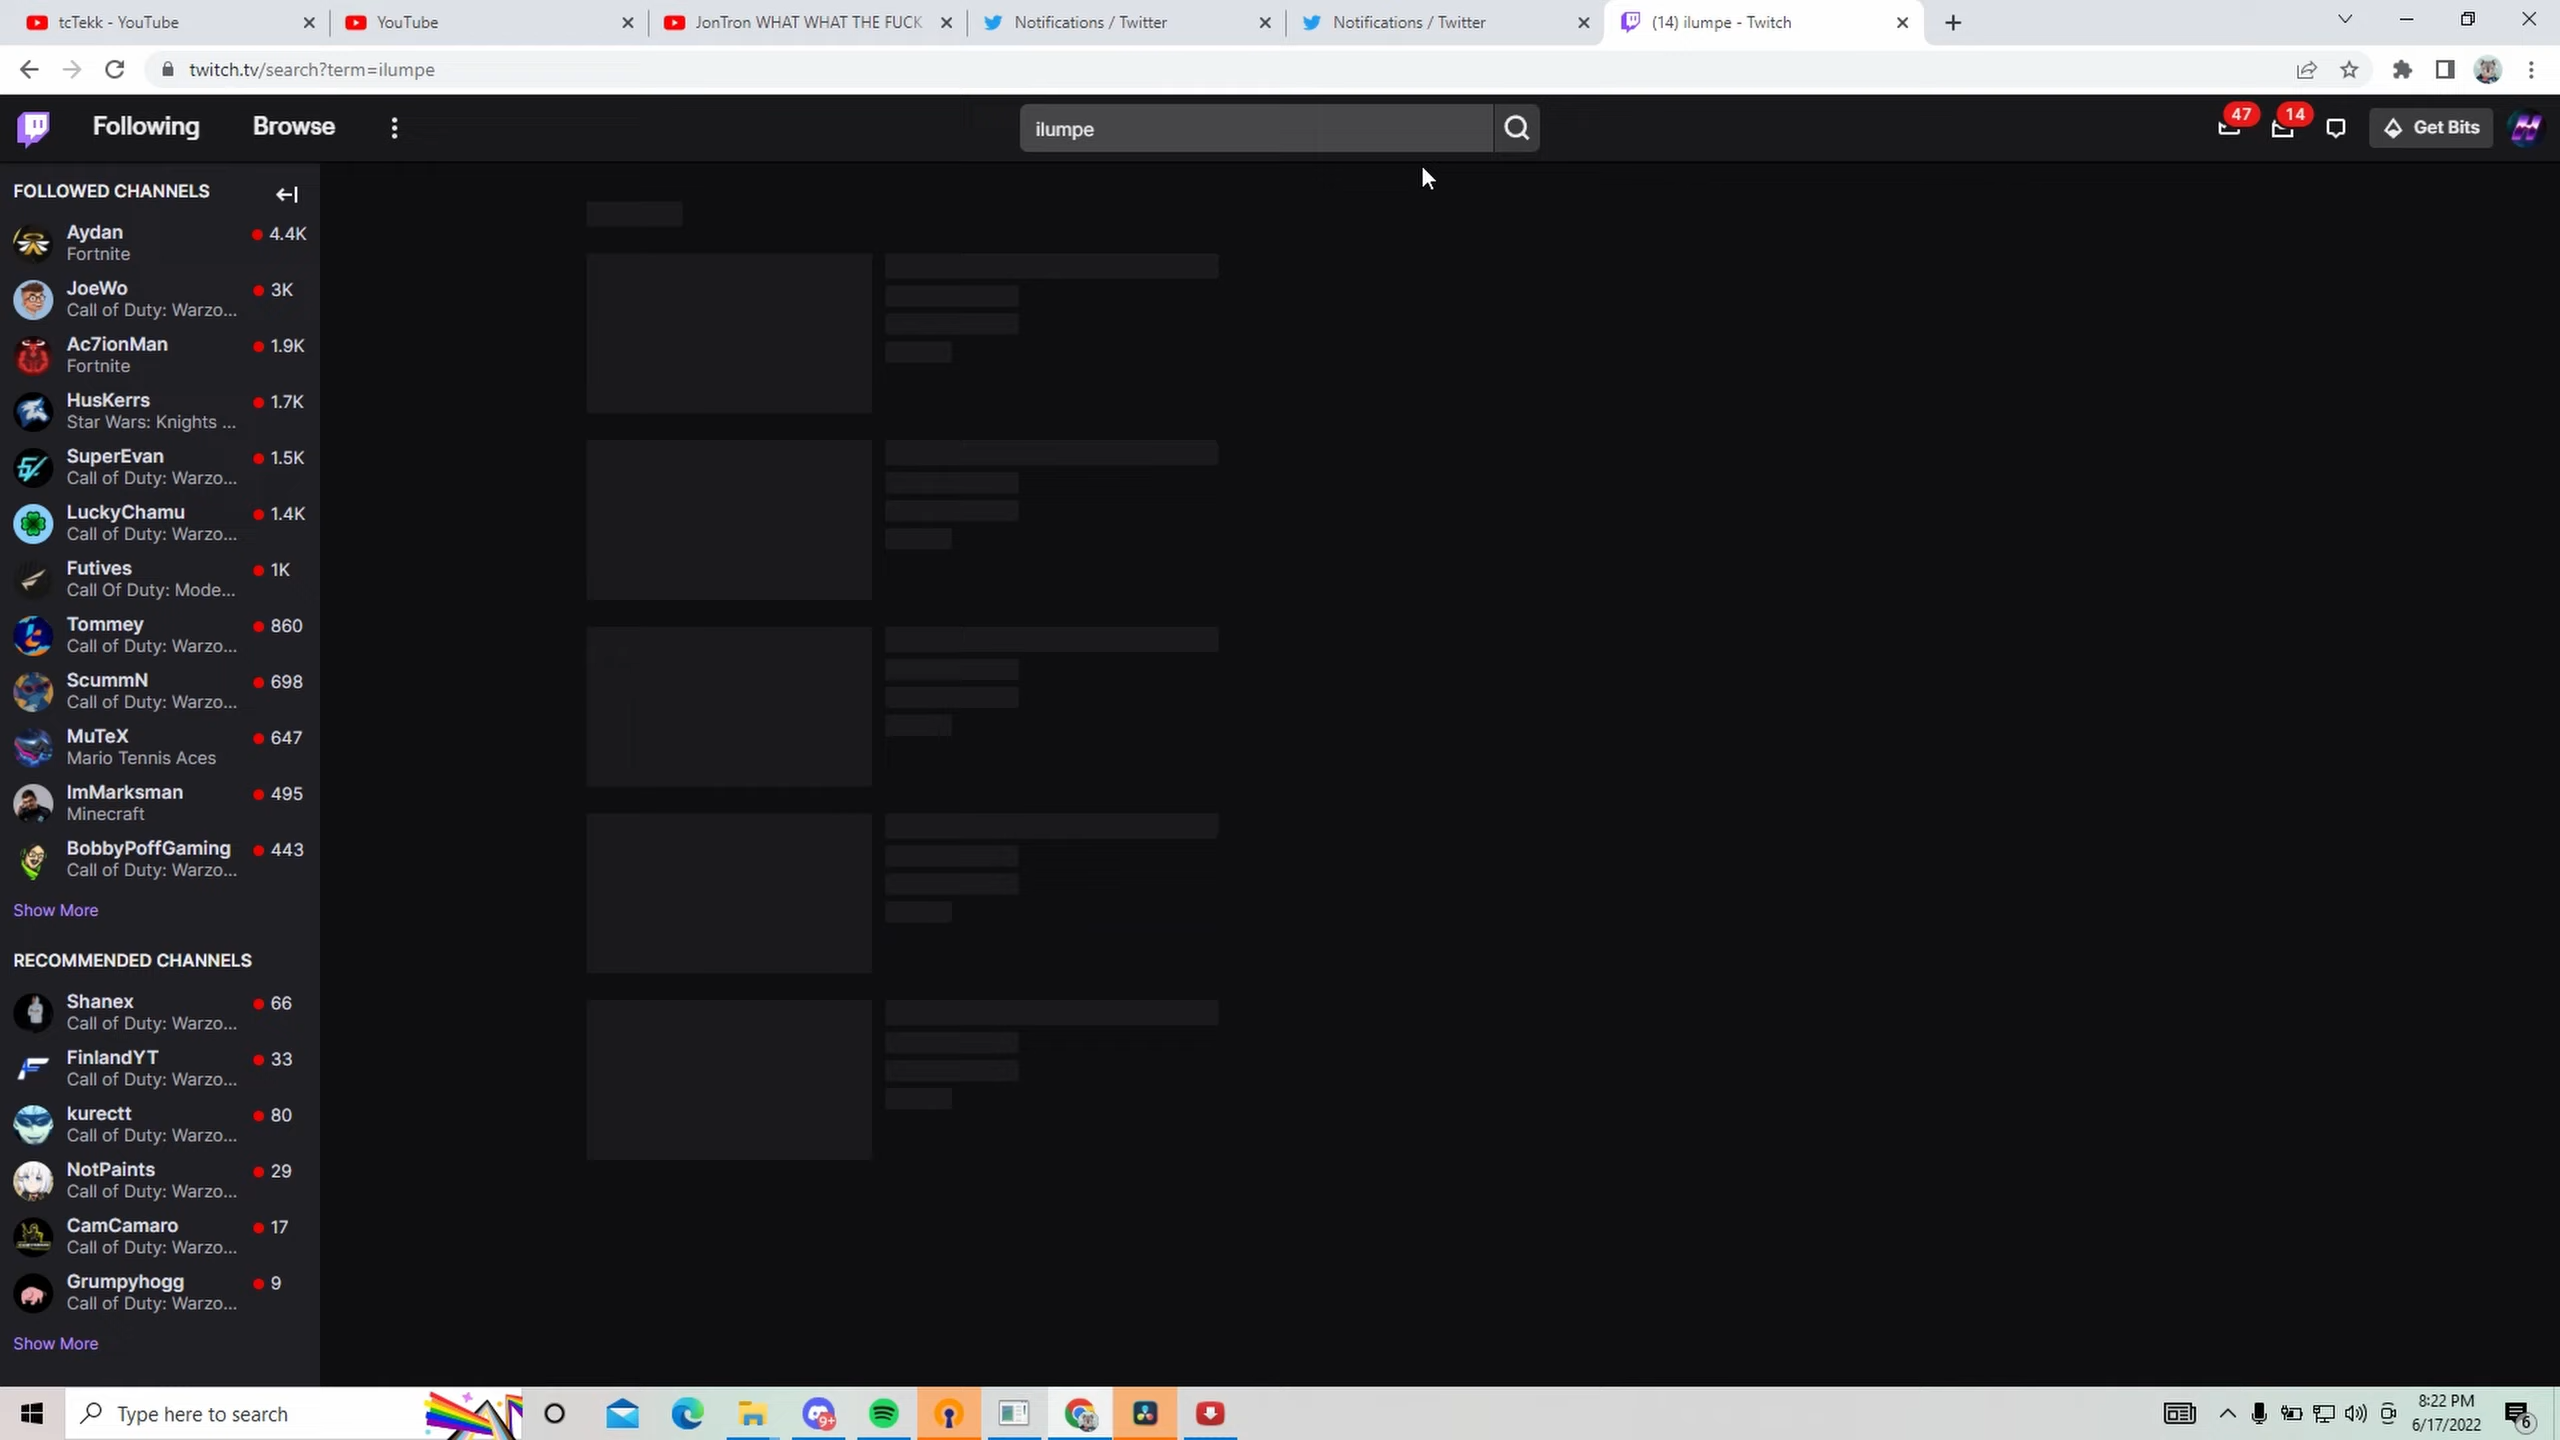 tcTekk - YouTube
YouTube
JonTron WHAT WHAT THE FUCK
Notifications / Twitter
Notifications / Twitter
(14) ilumpe - Twitch
twitch.tv/search?term=ilumpe
Following
Browse
ilumpe
47
14
Get Bits
FOLLOWED CHANNELS
Aydan
4.4K
Fortnite
JoeWo
3K
Call of Duty: Warzo...
Ac7ionMan
1.9K
Fortnite
HusKerrs
1.7K
Star Wars: Knights ...
SuperEvan
1.5K
Call of Duty: Warzo...
LuckyChamu
1.4K
Call of Duty: Warzo...
Futives
1K
Call Of Duty: Mode...
Tommey
860
Call of Duty: Warzo...
ScummN
698
Call of Duty: Warzo...
MuTeX
647
Mario Tennis Aces
ImMarksman
495
Minecraft
BobbyPoffGaming
443
Call of Duty: Warzo...
Show More
RECOMMENDED CHANNELS
Shanex
66
Call of Duty: Warzo...
FinlandYT
33
Call of Duty: Warzo...
kurectt
80
Call of Duty: Warzo...
NotPaints
29
Call of Duty: Warzo...
CamCamaro
17
Call of Duty: Warzo...
Grumpyhogg
9
Call of Duty: Warzo...
Show More
Type here to search
9+
8:22 PM
6/17/2022
6